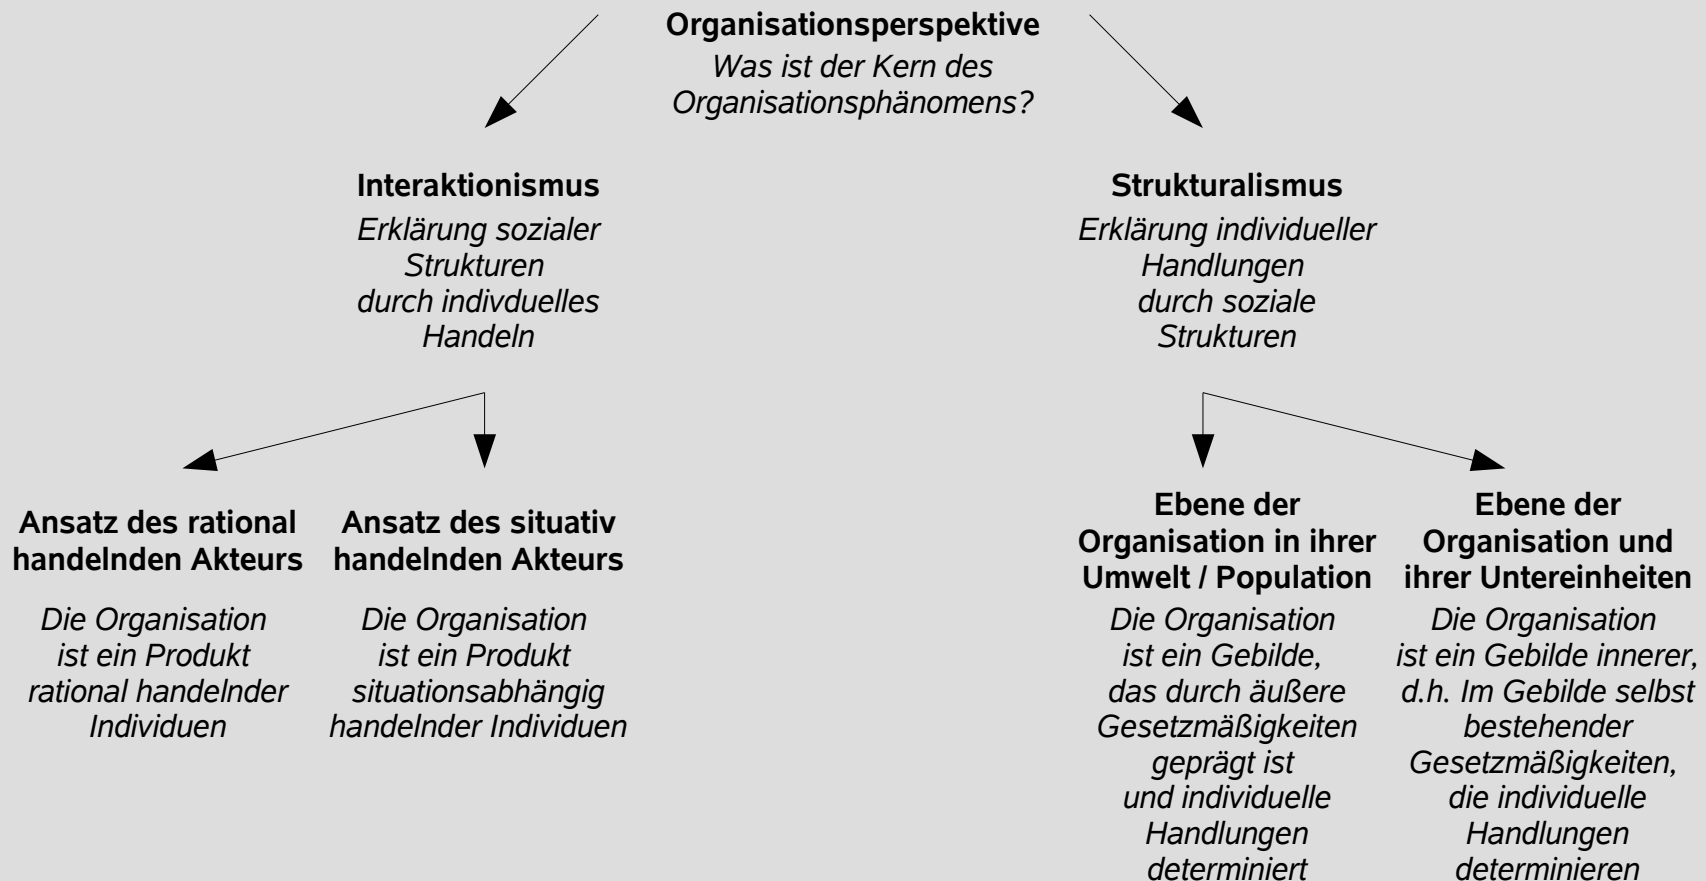 Organisationsperspektive
Was ist der Kern des
Organisationsphänomens?
Interaktionismus
Erklärung sozialer
Strukturen
durch indivduelles
Handeln
Strukturalismus
Erklärung individueller
Handlungen
durch soziale
Strukturen
Ansatz des rational
handelnden Akteurs
Die Organisation
ist ein Produkt
rational handelnder
Individuen
Ansatz des situativ
handelnden Akteurs
Die Organisation
ist ein Produkt
situationsabhängig
handelnder Individuen
Ebene der
Organisation in ihrer
Umwelt / Population
Die Organisation
ist ein Gebilde,
das durch äußere
Gesetzmäßigkeiten
geprägt ist
und individuelle
Handlungen
determiniert
Ebene der
Organisation und
ihrer Untereinheiten
Die Organisation
ist ein Gebilde innerer,
d.h. Im Gebilde selbst
bestehender
Gesetzmäßigkeiten,
die individuelle
Handlungen
determinieren